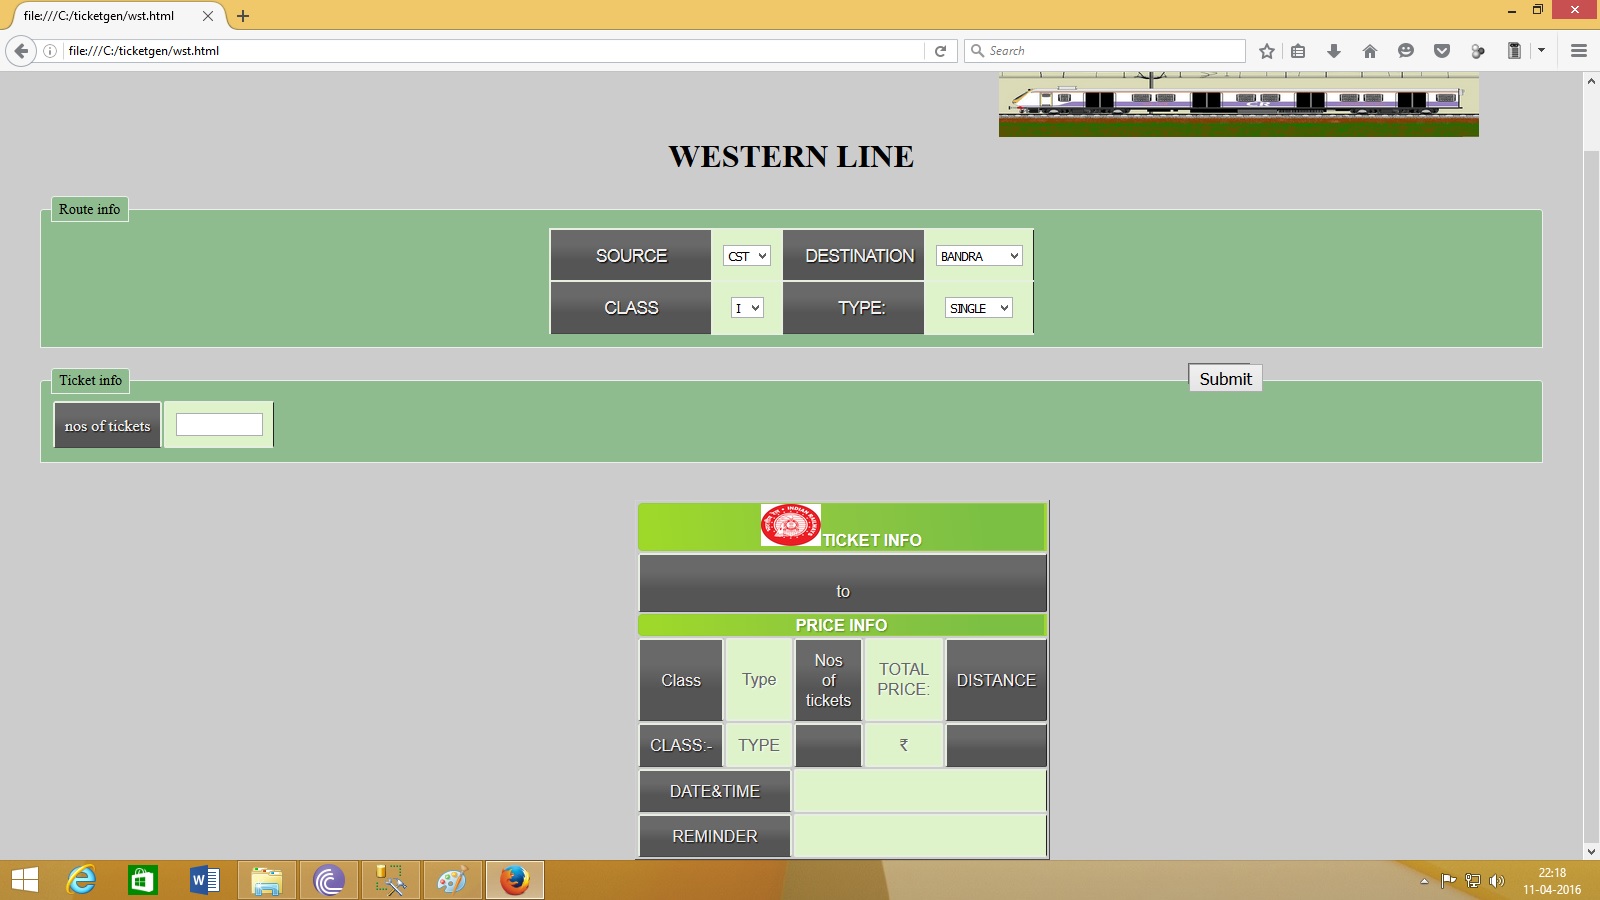 file:///C:/ticketgen/wst.html
file:///C:/ticketgen/wst.html
Search
WESTERN LINE
Route info
SOURCE CST DESTINATION BANDRA
CLASS I TYPE: SINGLE
Submit
Ticket info
nos of tickets
TICKET INFO
to
PRICE INFO
Class Type Nos of tickets TOTAL PRICE: DISTANCE
CLASS:- TYPE ₹
DATE&TIME
REMINDER
22:18
11-04-2016